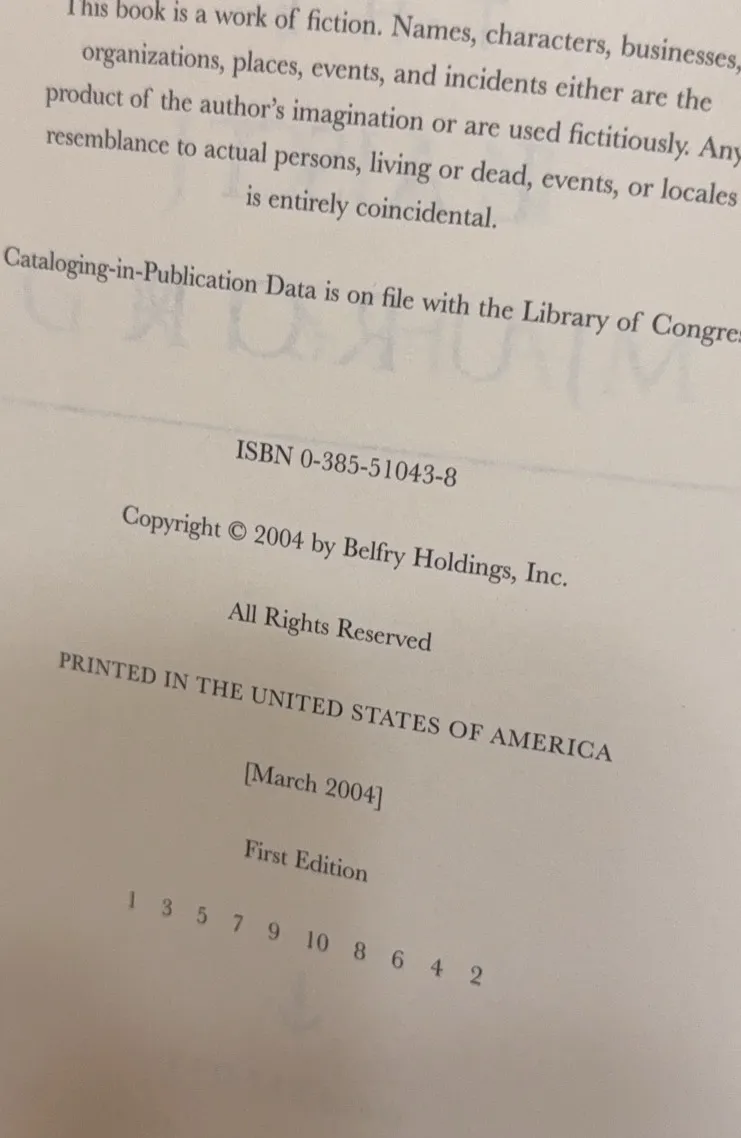 This book is a work of fiction. Names, characters, businesses,
organizations, places, events, and incidents either are the
product of the author's imagination or are used fictitiously. Any
resemblance to actual persons, living or dead, events, or locales
is entirely coincidental.
Cataloging-in-Publication Data is on file with the Library of
ISBN 0-385-51043-8
Copyright © 2004 by Belfry Holdings, Inc.
All Rights Reserved
PRINTED IN THE UNITED STATES OF AMERICA
[March 2004]
First Edition
1 3 5 7 9 10 8 6 4 2